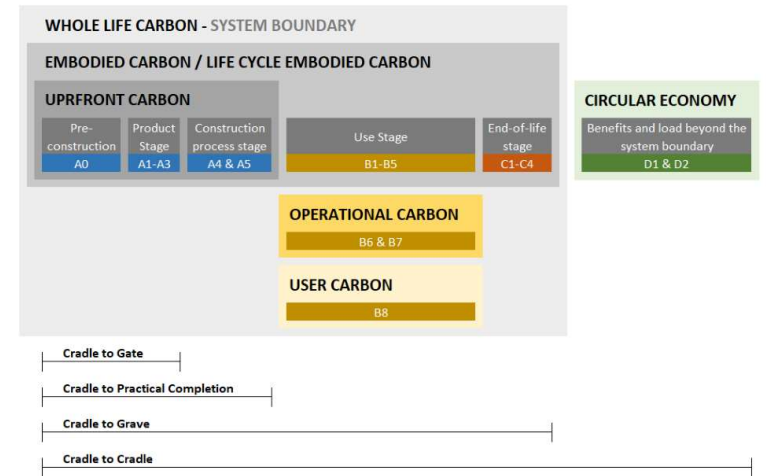 WHOLE LIFE CARBON - SYSTEM BOUNDARY
EMBODIED CARBON / LIFE CYCLE EMBODIED CARBON
UPRFRONT CARBON
Pre-
construction
A0
Product
Stage
A1-A3
Construction
process stage
A4 & A5
Use Stage
B1-B5
End-of-life
stage
C1-C4
CIRCULAR ECONOMY
Benefits and load beyond the
system boundary
D1 & D2
OPERATIONAL CARBON
B6 & B7
USER CARBON
B8
Cradle to Gate
Cradle to Practical Completion
Cradle to Grave
Cradle to Cradle